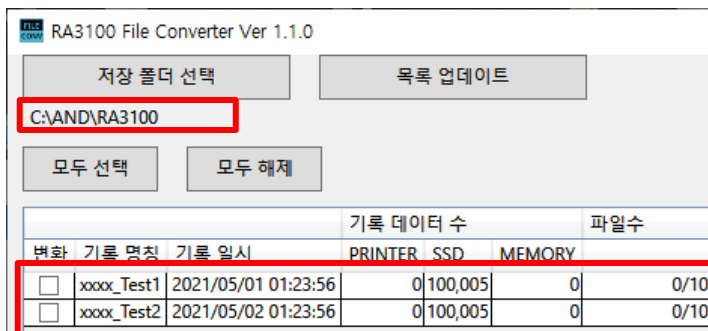 FILE
CONV
RA3100 File Converter Ver 1.1.0
저장 폴더 선택 목록 업데이트
C:\AND\RA3100
모두 선택 모두 해제
기록 데이터 수 파일수
변화 기록 명칭 기록 일시 PRINTER SSD MEMORY
xxxx_Test1 2021/05/01 01:23:56 0 100,005 0 0/10
xxxx_Test2 2021/05/02 01:23:56 0 100,005 0 0/10